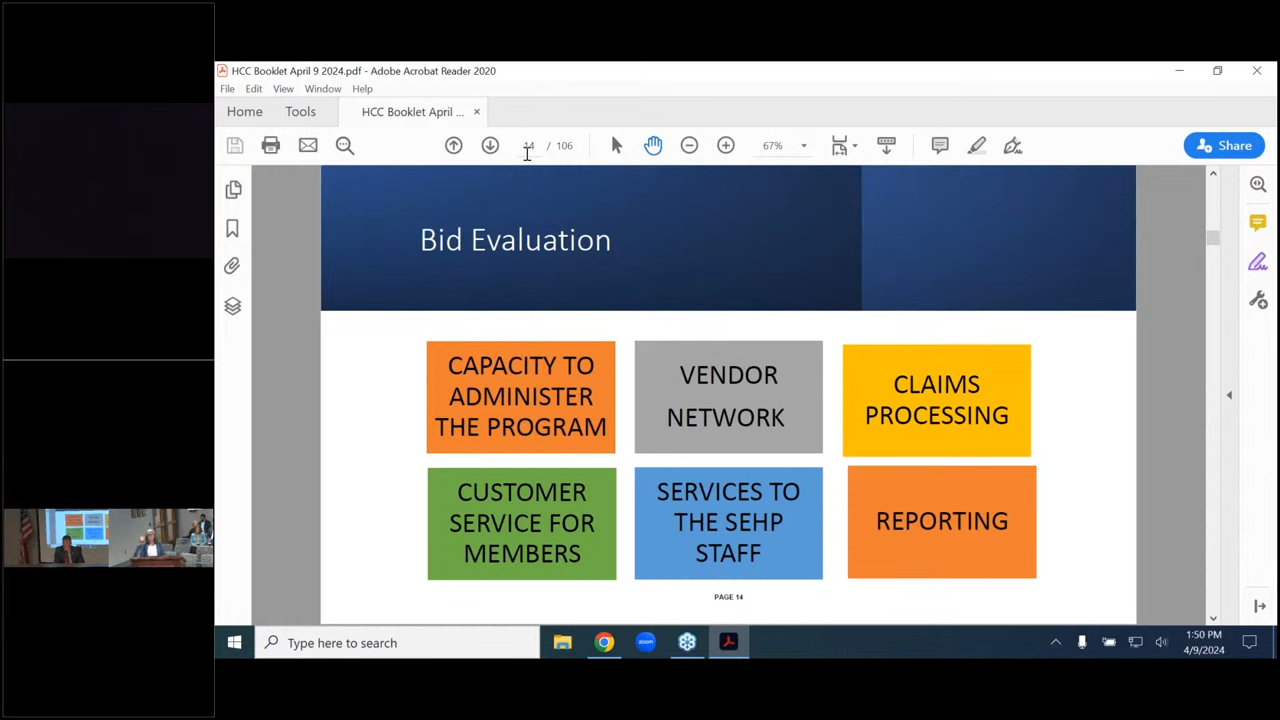 HCC Booklet April 9 2024.pdf - Adobe Acrobat Reader 2020
File Edit View Window Help
Home Tools HCC Booklet April ... ×
14 / 106 67% Share
Bid Evaluation
CAPACITY TO
ADMINISTER
THE PROGRAM
VENDOR
NETWORK
CLAIMS
PROCESSING
CUSTOMER
SERVICE FOR
MEMBERS
SERVICES TO
THE SEHP
STAFF
REPORTING
PAGE 14
Type here to search
zoom
1:50 PM
4/9/2024